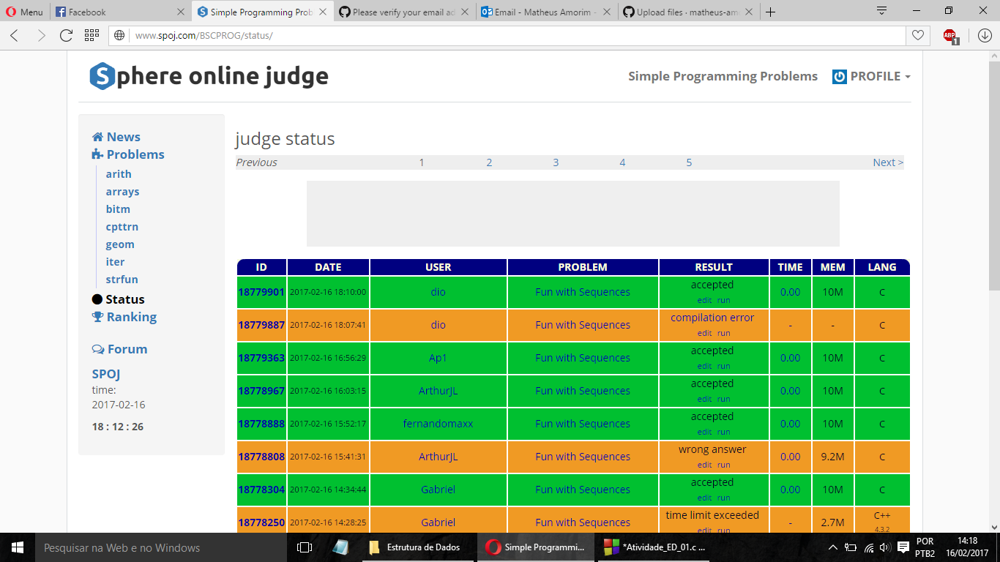 Menu
Facebook
Simple Programming Prob
Please verify your email ad
Email - Matheus Amorim -
Upload files · matheus-am
www.spoj.com/BSCPROG/status/
ABP
1
Sphere online judge
Simple Programming Problems
PROFILE
News
Problems
arith
arrays
bitm
cpttrn
geom
iter
strfun
Status
Ranking
Forum
SPOJ
time:
2017-02-16
18 : 12 : 26
judge status
Previous 1 2 3 4 5 Next >
ID DATE USER PROBLEM RESULT TIME MEM LANG
18779901 2017-02-16 18:10:00 dio Fun with Sequences accepted 0.00 10M C
edit run
18779887 2017-02-16 18:07:41 dio Fun with Sequences compilation error - - C
edit run
18779363 2017-02-16 16:56:29 Ap1 Fun with Sequences accepted 0.00 10M C
edit run
18778967 2017-02-16 16:03:15 ArthurJL Fun with Sequences accepted 0.00 10M C
edit run
18778888 2017-02-16 15:52:17 fernandomaxx Fun with Sequences accepted 0.00 10M C
edit run
18778808 2017-02-16 15:41:31 ArthurJL Fun with Sequences wrong answer 0.00 9.2M C
edit run
18778304 2017-02-16 14:34:44 Gabriel Fun with Sequences accepted 0.00 10M C
edit run
18778250 2017-02-16 14:28:25 Gabriel Fun with Sequences time limit exceeded - 2.7M C++
edit run 4.3.2
Pesquisar na Web e no Windows
Estrutura de Dados
Simple Programmi...
*Atividade_ED_01.c ...
POR
PTB2
14:18
16/02/2017